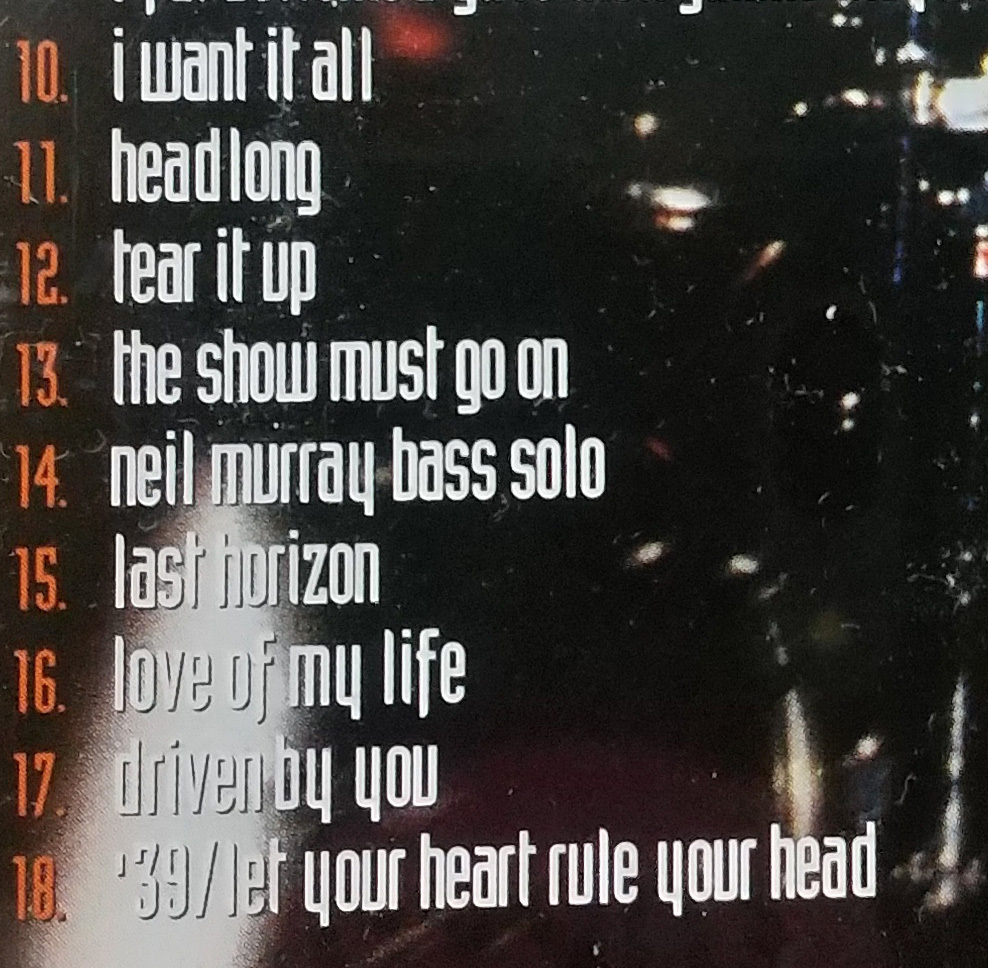 10. i want it all
11. headlong
12. tear it up
13. the show must go on
14. neil murray bass solo
15. last horizon
16. love of my life
17. driven by you
18. '39/let your heart rule your head